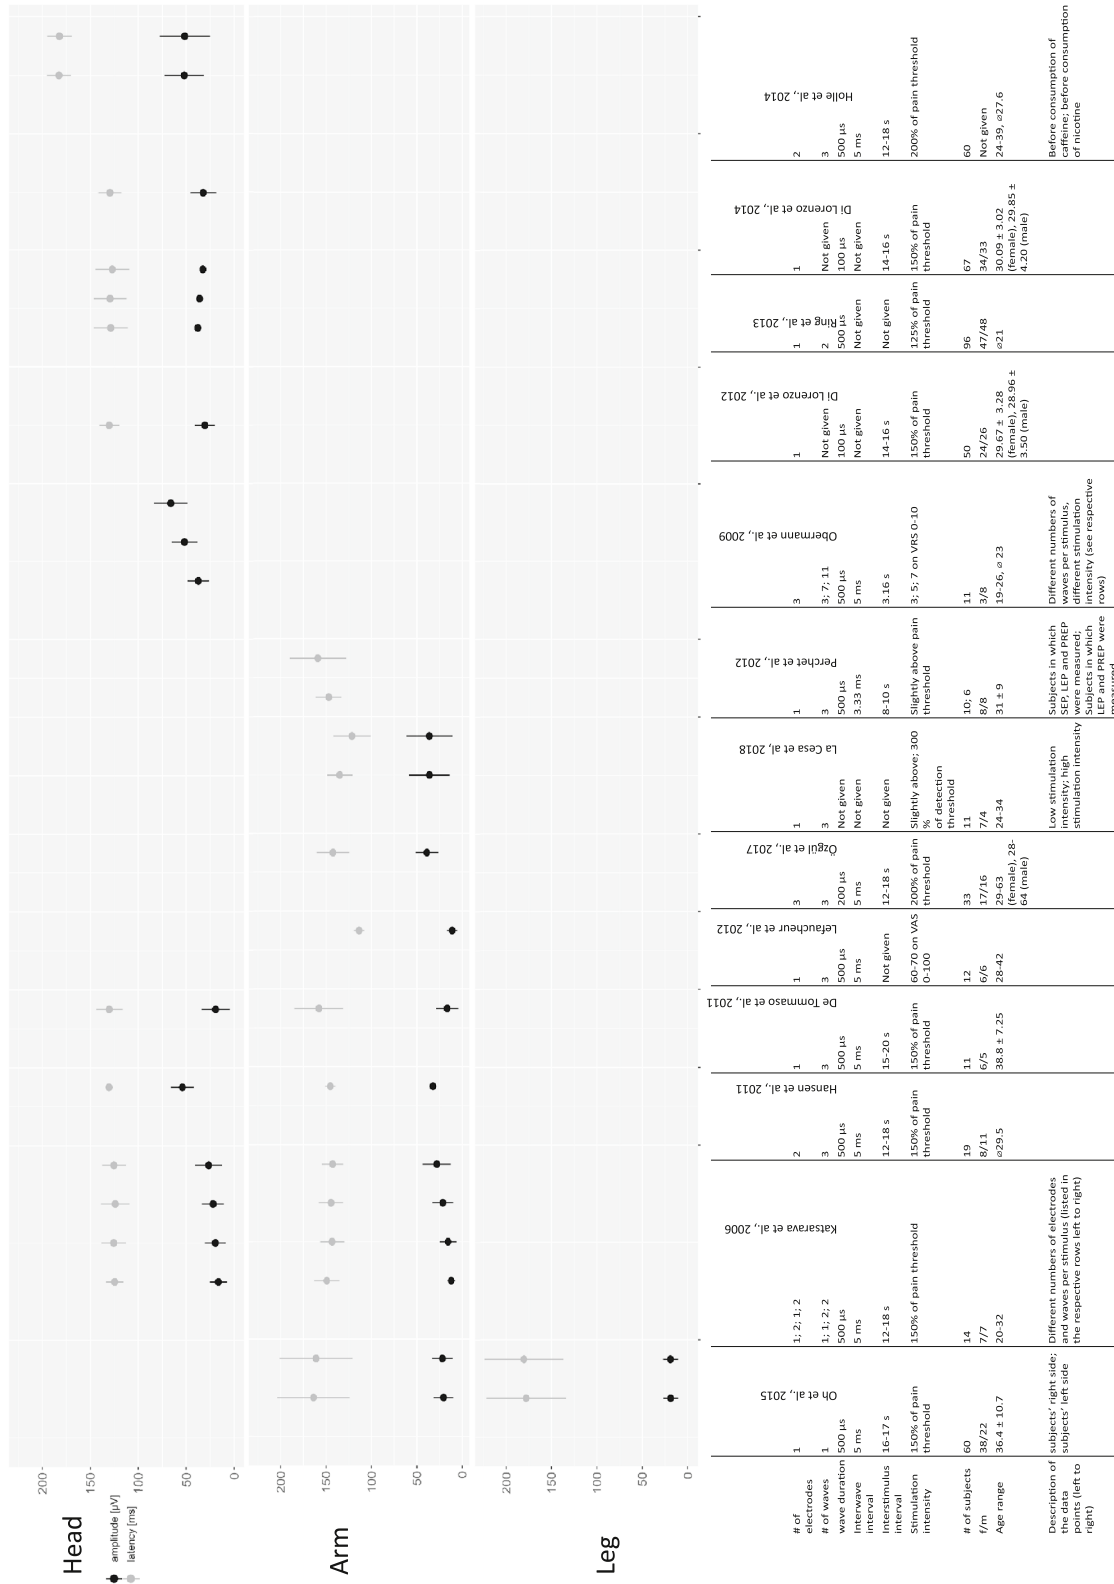 Head
amplitude [µV]
latency [ms]
200
150
100
50
0
Arm
200
150
100
50
0
Leg
200
150
100
50
0
Oh et al., 2015
Katsarava et al., 2006
Hansen et al., 2011
De Tommaso et al., 2011
Lefaucheur et al., 2012
Özgül et al., 2017
La Cesa et al, 2018
Perchet et al., 2012
Obermann et al., 2009
Di Lorenzo et al., 2012
Ring et al., 2013
Di Lorenzo et al., 2014
Holle et al., 2014
# of
electrodes
1
1; 2; 1; 2
2
1
1
3
1
1
3
1
1
1
2
# of waves
1
1; 1; 2; 2
3
3
3
3
3
3
3; 7; 11
Not given
2
Not given
3
wave duration
500 µs
500 µs
500 µs
500 µs
500 µs
200 µs
Not given
500 µs
500 µs
100 µs
500 µs
100 µs
500 µs
Interwave
interval
5 ms
5 ms
5 ms
5 ms
5 ms
5 ms
Not given
3.33 ms
5 ms
Not given
Not given
Not given
5 ms
Interstimulus
interval
16-17 s
12-18 s
12-18 s
15-20 s
Not given
12-18 s
Not given
8-10 s
3.16 s
14-16 s
Not given
14-16 s
12-18 s
Stimulation
intensity
150% of pain
threshold
150% of pain threshold
150% of pain
threshold
150% of pain
threshold
60-70 on VAS
0-100
200% of pain
threshold
Slightly above; 300
%
of detection
threshold
Slightly above pain
threshold
3; 5; 7 on VRS 0-10
150% of pain
threshold
125% of pain
threshold
150% of pain
threshold
200% of pain threshold
# of subjects
60
14
19
11
12
33
11
10; 6
11
50
96
67
60
f/m
38/22
7/7
8/11
6/5
6/6
17/16
7/4
8/8
3/8
24/26
47/48
34/33
Not given
Age range
36.4 ± 10.7
20-32
⌀29.5
38.8 ± 7.25
28-42
29-63
(female), 28-
64 (male)
24-34
31 ± 9
19-26, ⌀ 23
29.67 ± 3.28
(female), 28.96 ±
3.50 (male)
⌀21
30.09 ± 3.02
(female), 29.85 ±
4.20 (male)
24-39, ⌀27.6
Description of
the data
points (left to
right)
subjects' right side;
subjects' left side
Different numbers of electrodes
and waves per stimulus (listed in
the respective rows left to right)
Low stimulation
intensity; high
stimulation intensity
Subjects in which
SEP, LEP and PREP
were measured;
Subjects in which
LEP and PREP were
measured
Different numbers of
waves per stimulus,
different stimulation
intensity (see respective
rows)
Before consumption of
caffeine; before consumption
of nicotine